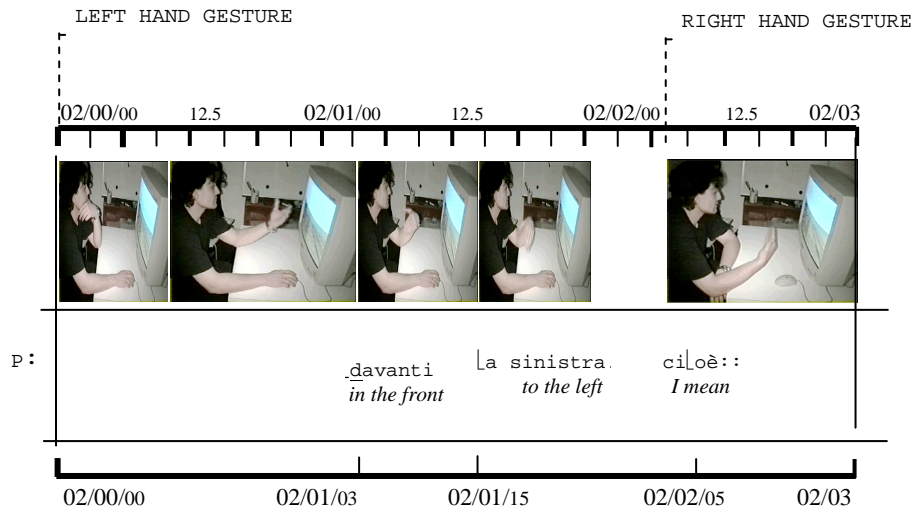 LEFT HAND GESTURE
RIGHT HAND GESTURE
02/00/00 12.5 02/01/00 12.5 02/02/00 12.5 02/03
p: davanti ⌊a sinistra. ci⌊oè::
in the front to the left I mean
02/00/00 02/01/03 02/01/15 02/02/05 02/03